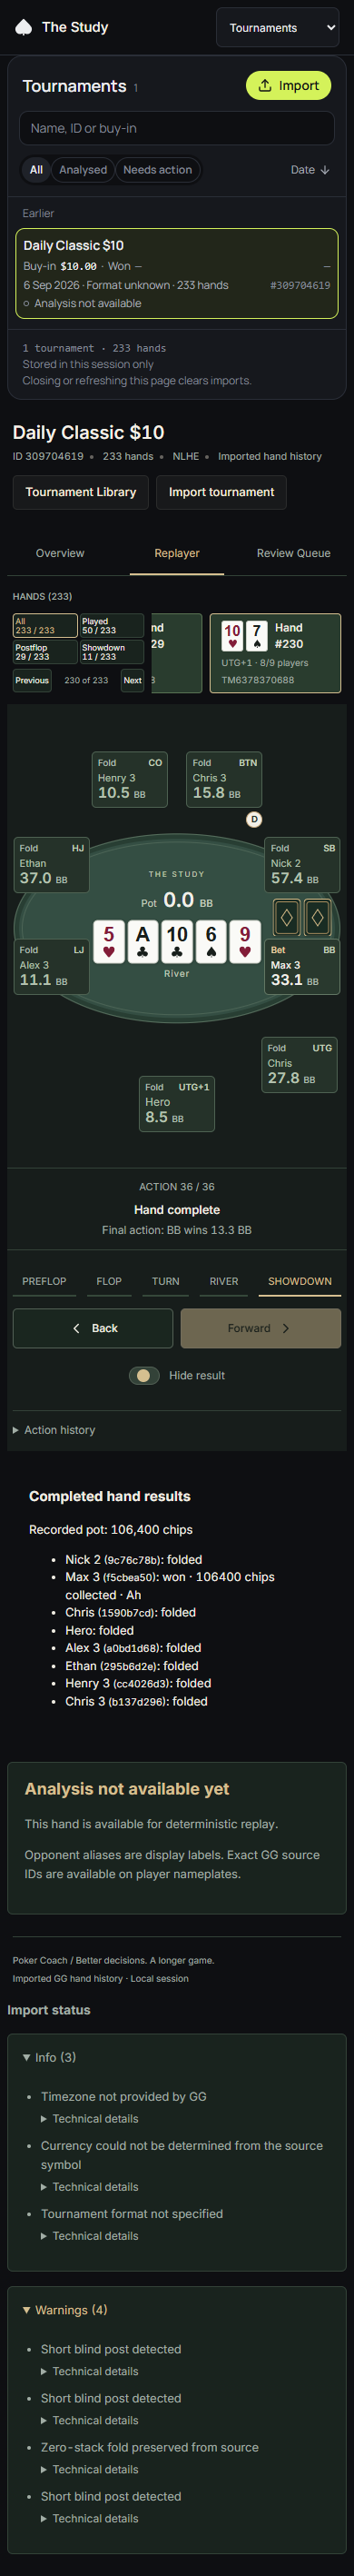 The Study
Tournaments
Tournaments 1
Import
Name, ID or buy-in
All Analysed Needs action Date ↓
Earlier
Daily Classic $10
Buy-in $10.00 · Won — —
6 Sep 2026 · Format unknown · 233 hands #309704619
Analysis not available
1 tournament · 233 hands
Stored in this session only
Closing or refreshing this page clears imports.
Daily Classic $10
ID 309704619 • 233 hands • NLHE • Imported hand history
Tournament Library Import tournament
Overview Replayer Review Queue
HANDS (233)
All
233 / 233
Played
50 / 233
Postflop
29 / 233
Showdown
11 / 233
Previous 230 of 233 Next
nd
29
3
10 ♥ 7 ♠
Hand
#230
UTG+1 · 8/9 players
TM6378370688
Fold CO
Henry 3
10.5 BB
Fold BTN
Chris 3
15.8 BB
D
Fold HJ
Ethan
37.0 BB
Fold SB
Nick 2
57.4 BB
THE STUDY
Pot 0.0 BB
5 ♥ A ♣ 10 ♣ 6 ♠ 9 ♥
River
Fold LJ
Alex 3
11.1 BB
Bet BB
Max 3
33.1 BB
Fold UTG
Chris
27.8 BB
Fold UTG+1
Hero
8.5 BB
ACTION 36 / 36
Hand complete
Final action: BB wins 13.3 BB
PREFLOP FLOP TURN RIVER SHOWDOWN
Back Forward
Hide result
Action history
Completed hand results
Recorded pot: 106,400 chips
• Nick 2 (9c76c78b): folded
• Max 3 (f5cbea50): won · 106400 chips
collected · Ah
• Chris (1590b7cd): folded
• Hero: folded
• Alex 3 (a0bd1d68): folded
• Ethan (295b6d2e): folded
• Henry 3 (cc4026d3): folded
• Chris 3 (b137d296): folded
Analysis not available yet
This hand is available for deterministic replay.
Opponent aliases are display labels. Exact GG source
IDs are available on player nameplates.
Poker Coach / Better decisions. A longer game.
Imported GG hand history · Local session
Import status
▼ Info (3)
• Timezone not provided by GG
▶ Technical details
• Currency could not be determined from the source
symbol
▶ Technical details
• Tournament format not specified
▶ Technical details
▼ Warnings (4)
• Short blind post detected
▶ Technical details
• Short blind post detected
▶ Technical details
• Zero-stack fold preserved from source
▶ Technical details
• Short blind post detected
▶ Technical details